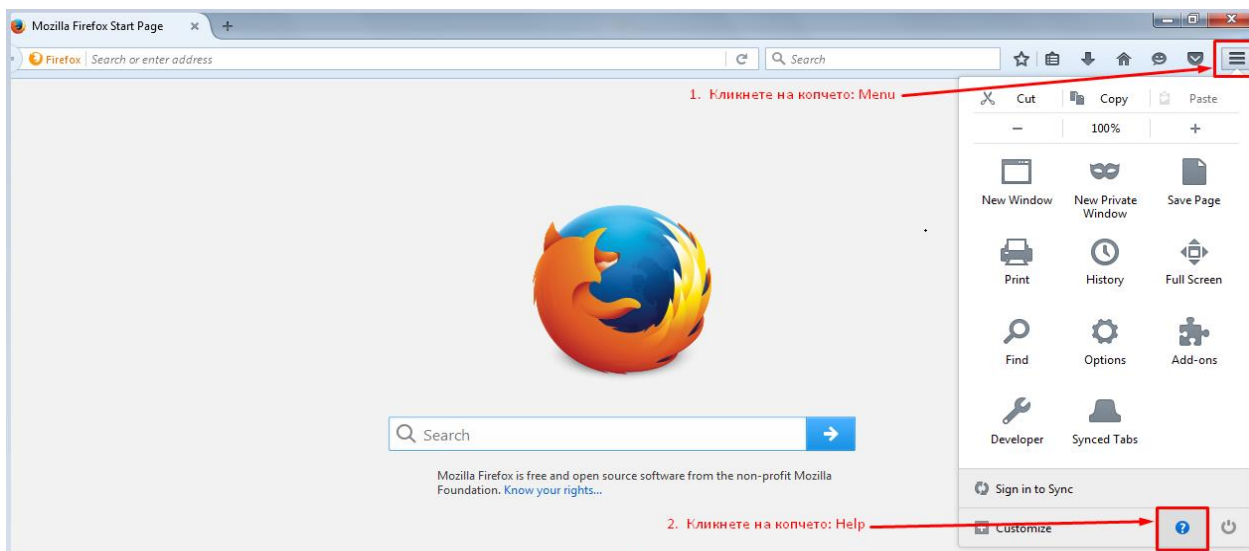 Mozilla Firefox Start Page
Firefox Search or enter address
Search
1. Кликнете на копчето: Menu
Cut Copy Paste
100%
New Window New Private Window Save Page
Print History Full Screen
Find Options Add-ons
Developer Synced Tabs
Search
Mozilla Firefox is free and open source software from the non-profit Mozilla
Foundation. Know your rights...
Sign in to Sync
2. Кликнете на копчето: Help
Customize